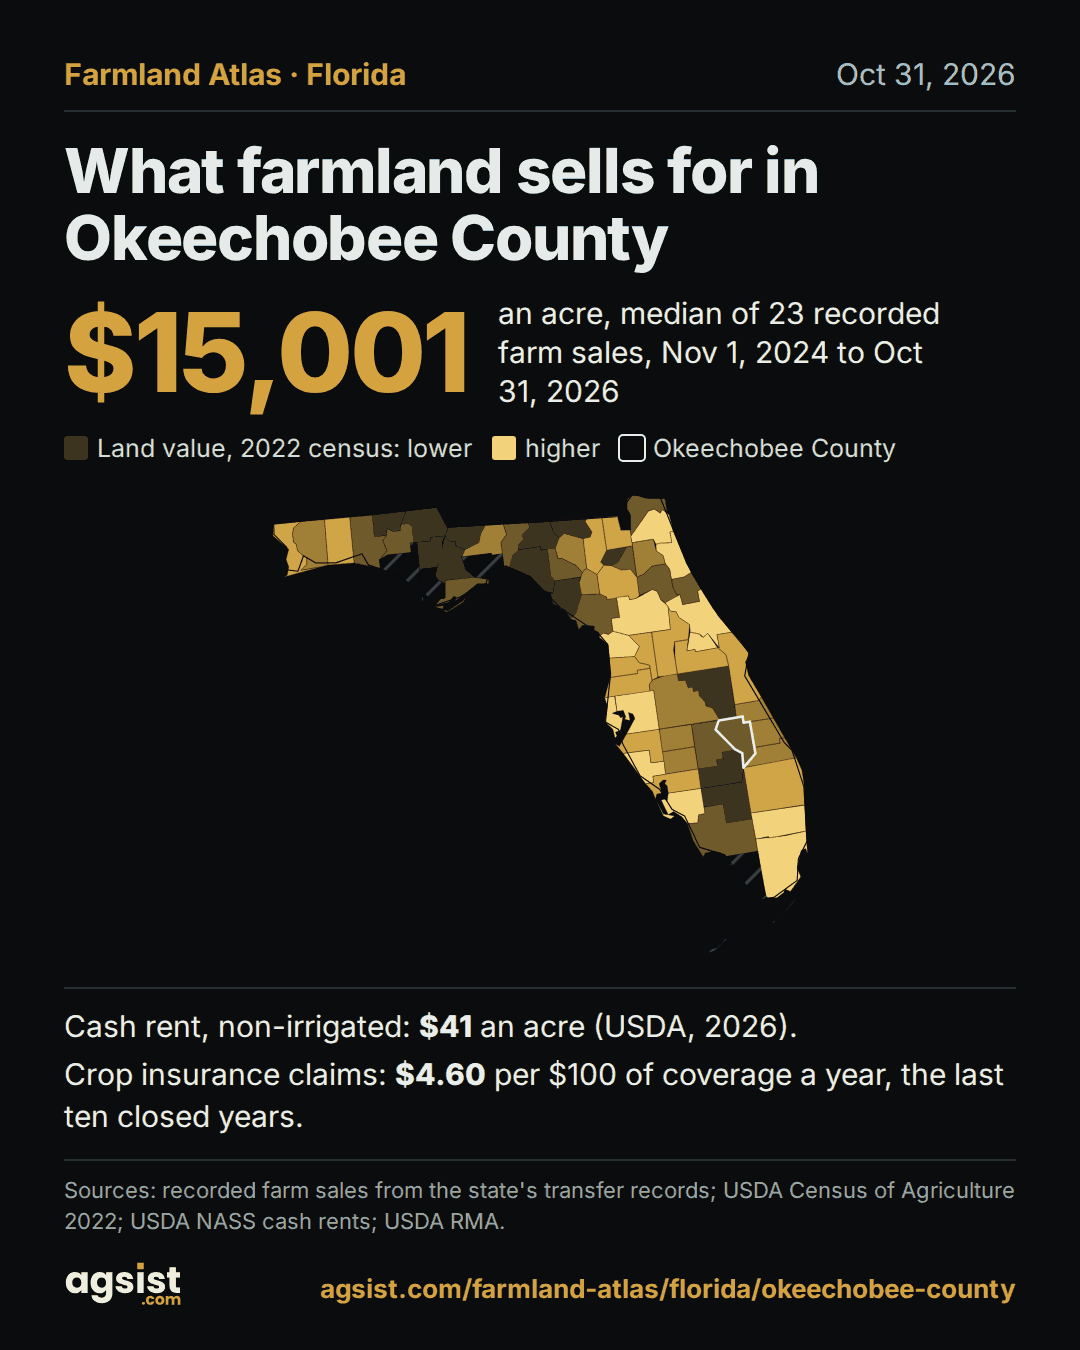 Farmland Atlas · Florida
Oct 31, 2026
What farmland sells for in
Okeechobee County
$15,001
an acre, median of 23 recorded
farm sales, Nov 1, 2024 to Oct
31, 2026
Land value, 2022 census: lower
higher
Okeechobee County
Cash rent, non-irrigated: $41 an acre (USDA, 2026).
Crop insurance claims: $4.60 per $100 of coverage a year, the last
ten closed years.
Sources: recorded farm sales from the state's transfer records; USDA Census of Agriculture
2022; USDA NASS cash rents; USDA RMA.
agsist
.com
agsist.com/farmland-atlas/florida/okeechobee-county